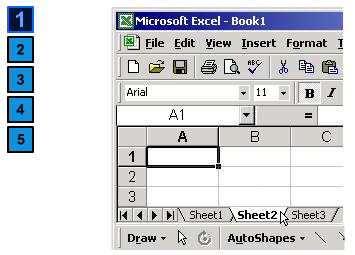 1
2
3
4
5
Microsoft Excel - Book1
File Edit View Insert Format T
ABC
Arial 11 B I
A1 =
A B C
1
2
3
Sheet1 Sheet2 Sheet3
Draw AutoShapes